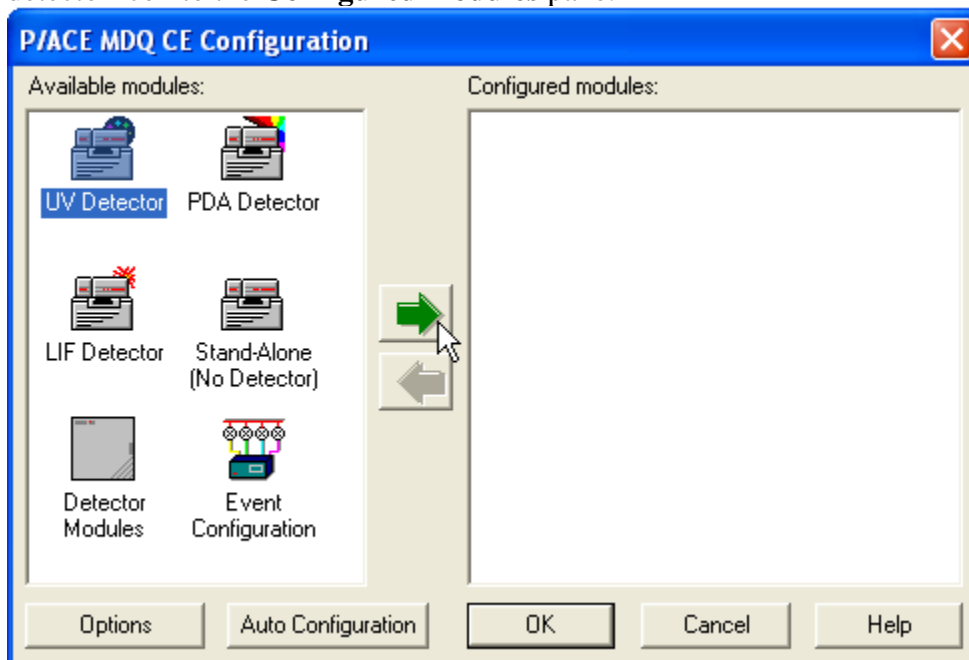 P/ACE MDQ CE Configuration
Available modules:
Configured modules:
UV Detector
PDA Detector
LIF Detector
Stand-Alone
(No Detector)
Detector
Modules
Event
Configuration
Options
Auto Configuration
OK
Cancel
Help